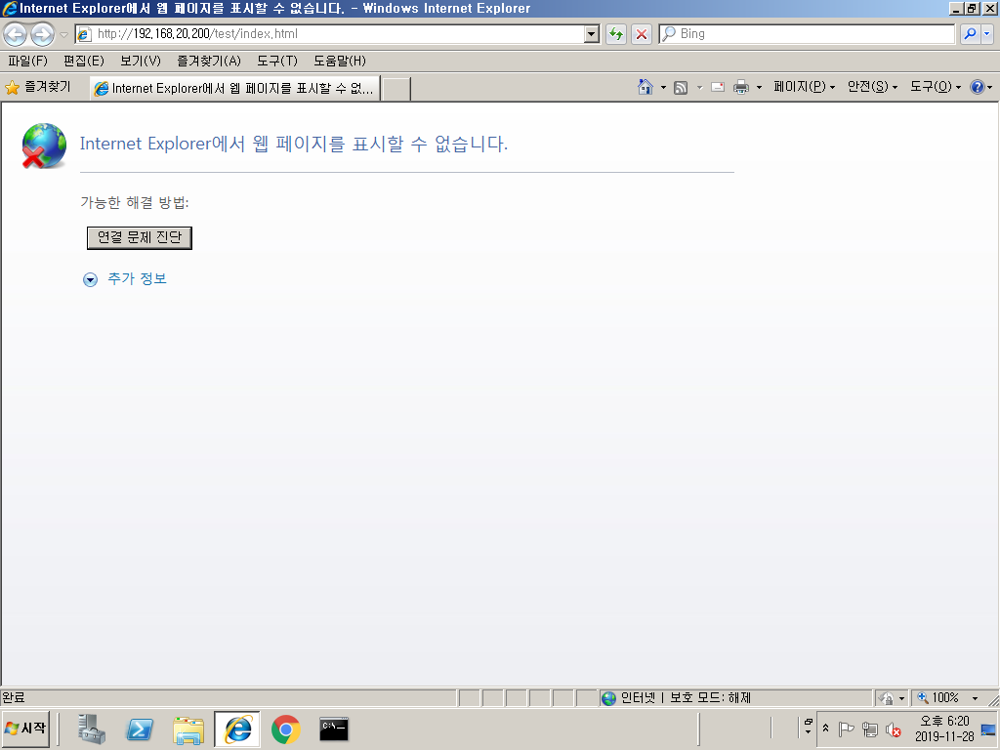 Internet Explorer에서 웹 페이지를 표시할 수 없습니다. - Windows Internet Explorer
http://192,168,20,200/test/index,html
Bing
파일(F) 편집(E) 보기(V) 즐겨찾기(A) 도구(T) 도움말(H)
즐겨찾기 Internet Explorer에서 웹 페이지를 표시할 수 없... 페이지(P) 안전(S) 도구(O)
Internet Explorer에서 웹 페이지를 표시할 수 없습니다.
가능한 해결 방법:
연결 문제 진단
추가 정보
완료 인터넷 | 보호 모드: 해제 100%
시작 C:\_ 오후 6:20
2019-11-28